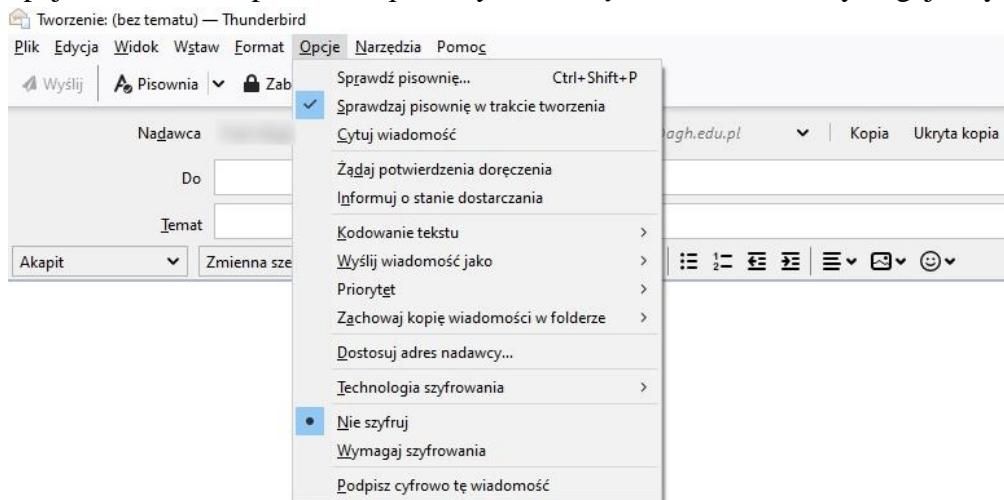 Tworzenie: (bez tematu) — Thunderbird
Plik Edycja Widok Wstaw Format Opcje Narzędzia Pomoc
Wyślij Pisownia Zab
Sprawdź pisownię... Ctrl+Shift+P
Sprawdzaj pisownię w trakcie tworzenia
Nadawca Cytuj wiadomość agh.edu.pl Kopia Ukryta kopia
Żądaj potwierdzenia doręczenia
Do
Informuj o stanie dostarczania
Temat
Kodowanie tekstu
Akapit Zmienna sze Wyślij wiadomość jako
Priorytet
Zachowaj kopię wiadomości w folderze
Dostosuj adres nadawcy...
Technologia szyfrowania
Nie szyfruj
Wymagaj szyfrowania
Podpisz cyfrowo tę wiadomość